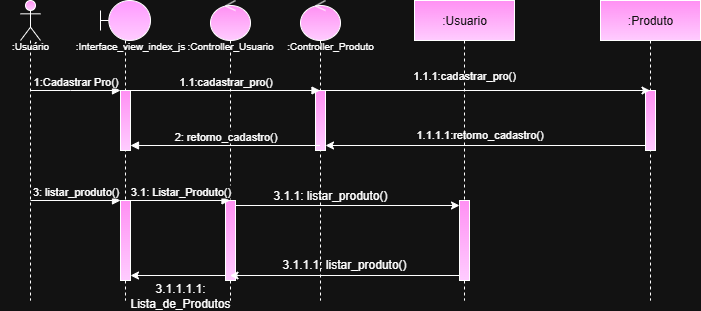 :Usuário
:Interface_view_index_js
:Controller_Usuario
:Controller_Produto
:Usuario
:Produto
1:Cadastrar Pro()
1.1:cadastrar_pro()
1.1.1:cadastrar_pro()
2: retorno_cadastro()
1.1.1.1:retorno_cadastro()
3: listar_produto()
3.1: Listar_Produto()
3.1.1: listar_produto()
3.1.1.1: listar_produto()
3.1.1.1.1:
Lista_de_Produtos